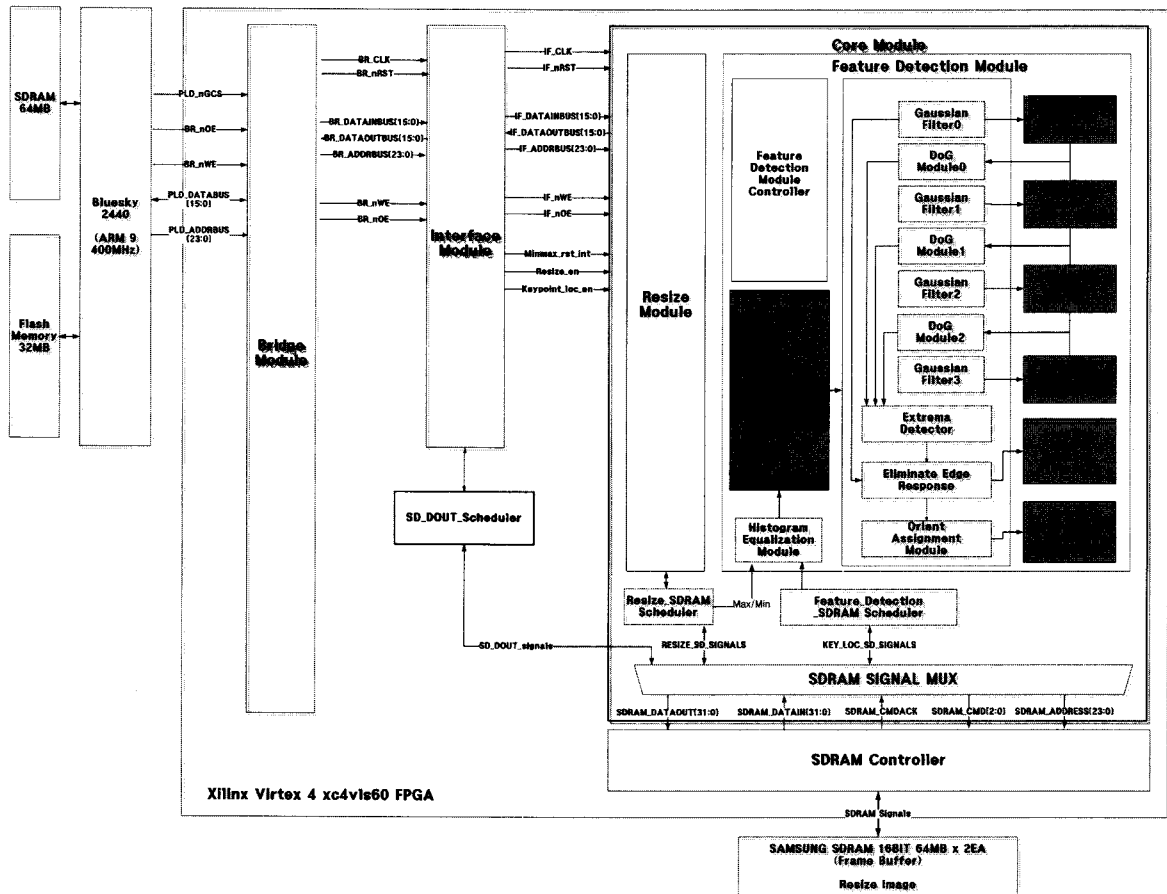 SDRAM
64MB
Flash
Memory
32MB
Bluesky
2440
(ARM 9
400MHz)
PLD_nGCS
BR_nOE
BR_nWE
PLD_DATABUS
[15:0]
PLD_ADDRBUS
[23:0]
Bridge
Module
BR_CLK
BR_nRST
BR_DATAINBUS[15:0]
BR_DATAOUTBUS[15:0]
BR_ADDRBUS[23:0]
BR_nWE
BR_nOE
Interface
Module
IF_CLK
IF_nRST
IF_DATAINBUS[15:0]
IF_DATAOUTBUS[15:0]
IF_ADDRBUS[23:0]
IF_nWE
IF_nOE
Minmax_rst_int
Resize_en
Keypoint_loc_en
SD_DOUT_Scheduler
SD_DOUT_signals
Core Module
Resize
Module
Feature Detection Module
Feature
Detection
Module
Controller
Gaussian
Filter0
DoG
Module0
Gaussian
Filter1
DoG
Module1
Gaussian
Filter2
DoG
Module2
Gaussian
Filter3
Extrema
Detector
Eliminate Edge
Response
Orient
Assignment
Module
Histogram
Equalization
Module
Resize_SDRAM
Scheduler
Max/Min
Feature_Detection
_SDRAM Scheduler
RESIZE_SD_SIGNALS
KEY_LOC_SD_SIGNALS
SDRAM SIGNAL MUX
SDRAM_DATAOUT[31:0]
SDRAM_DATAIN[31:0]
SDRAM_CMDACK
SDRAM_CMD[2:0]
SDRAM_ADDRESS[23:0]
SDRAM Controller
Xilinx Virtex 4 xc4vls60 FPGA
SDRAM Signals
SAMSUNG SDRAM 16BIT 64MB x 2EA
(Frame Buffer)
Resize Image